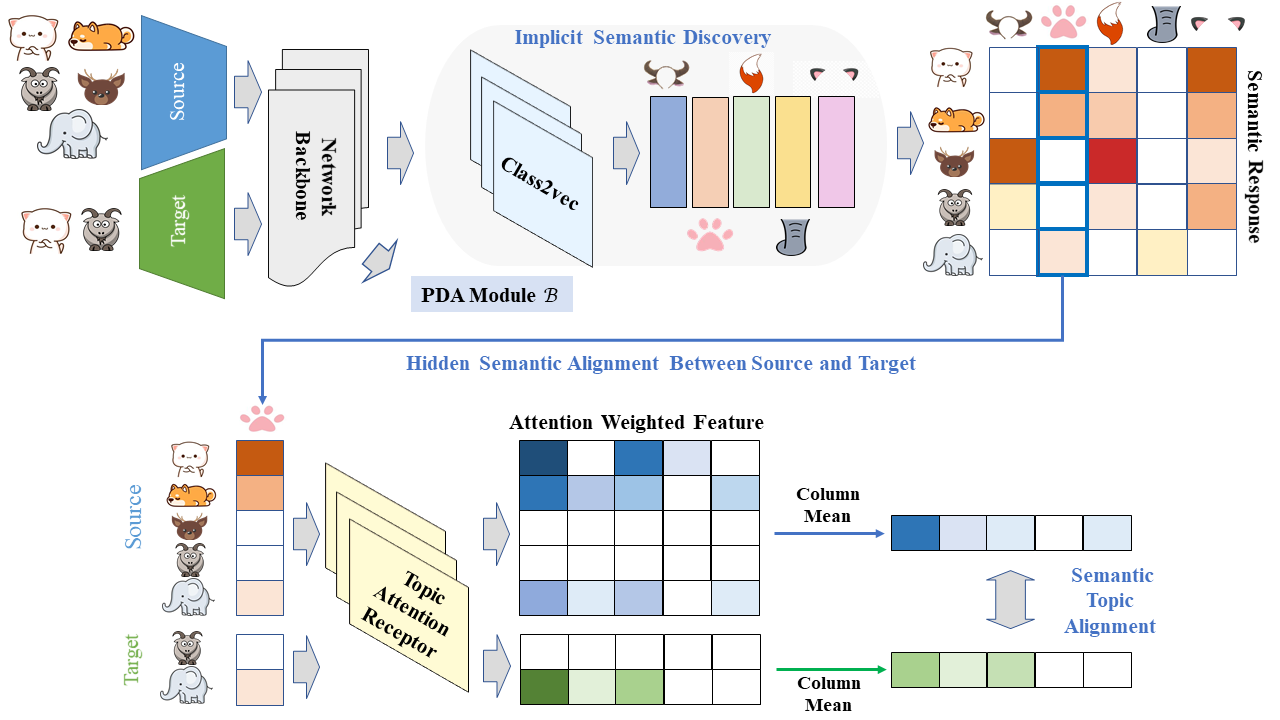 Source
Target
Network
Backbone
Implicit Semantic Discovery
Class2vec
Semantic Response
PDA Module ℬ
Hidden Semantic Alignment Between Source and Target
Source
Target
Topic
Attention
Receptor
Attention Weighted Feature
Column
Mean
Column
Mean
Semantic
Topic
Alignment